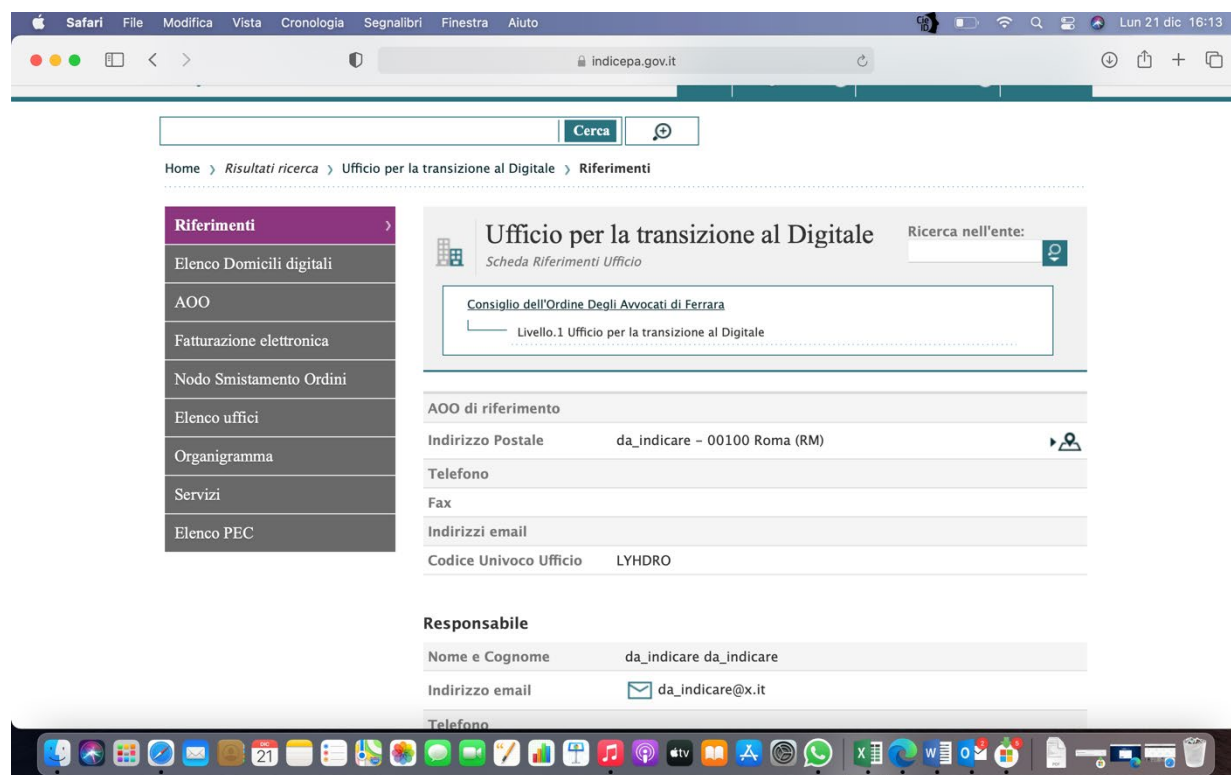 Safari File Modifica Vista Cronologia Segnalibri Finestra Aiuto Lun 21 dic 16:13
indicepa.gov.it
Cerca
Home › Risultati ricerca › Ufficio per la transizione al Digitale › Riferimenti
Riferimenti
Elenco Domicili digitali
AOO
Fatturazione elettronica
Nodo Smistamento Ordini
Elenco uffici
Organigramma
Servizi
Elenco PEC
Ufficio per la transizione al Digitale
Scheda Riferimenti Ufficio
Ricerca nell'ente:
Consiglio dell'Ordine Degli Avvocati di Ferrara
Livello.1 Ufficio per la transizione al Digitale
AOO di riferimento
Indirizzo Postale da_indicare - 00100 Roma (RM)
Telefono
Fax
Indirizzi email
Codice Univoco Ufficio LYHDRO
Responsabile
Nome e Cognome da_indicare da_indicare
Indirizzo email da_indicare@x.it
Telefono
DIC
21
tv